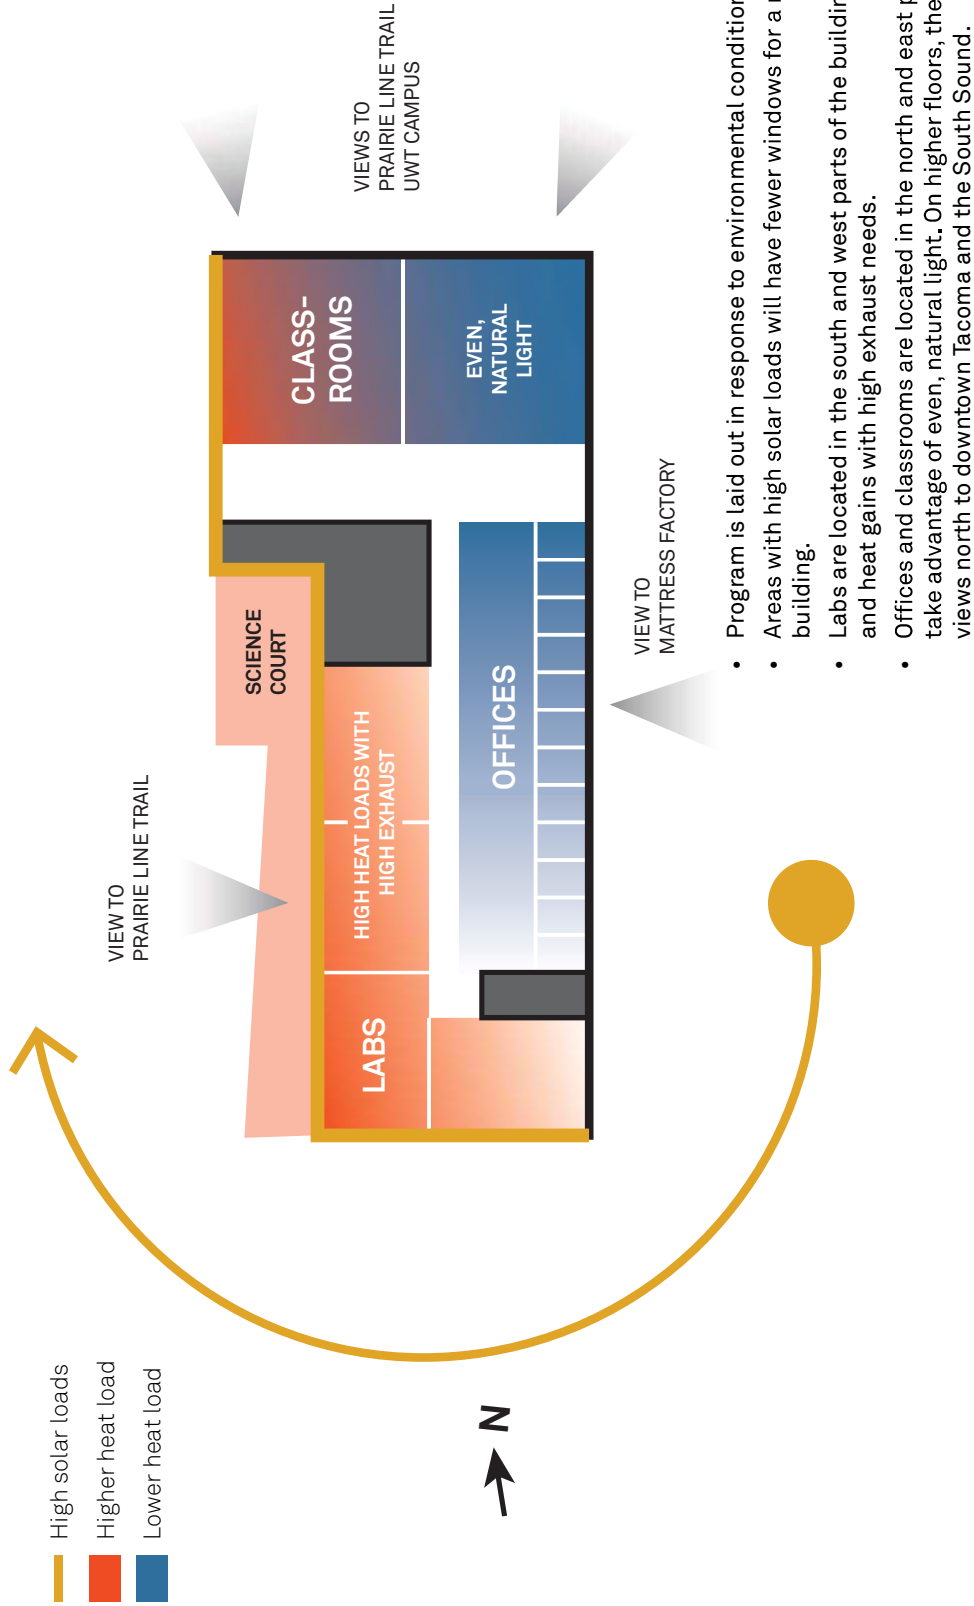 High solar loads
Higher heat load
Lower heat load
N
VIEW TO
PRAIRIE LINE TRAIL
VIEWS TO
PRAIRIE LINE TRAIL
UWT CAMPUS
SCIENCE
COURT
LABS
HIGH HEAT LOADS WITH
HIGH EXHAUST
CLASS-
ROOMS
EVEN,
NATURAL
LIGHT
OFFICES
VIEW TO
MATTRESS FACTORY
• Program is laid out in response to environmental condition
• Areas with high solar loads will have fewer windows for a
building.
• Labs are located in the south and west parts of the
and heat gains with high exhaust needs.
• Offices and classrooms are located in the north and east
take advantage of even, natural light. On higher floors, the
views north to downtown Tacoma and the South Sound.